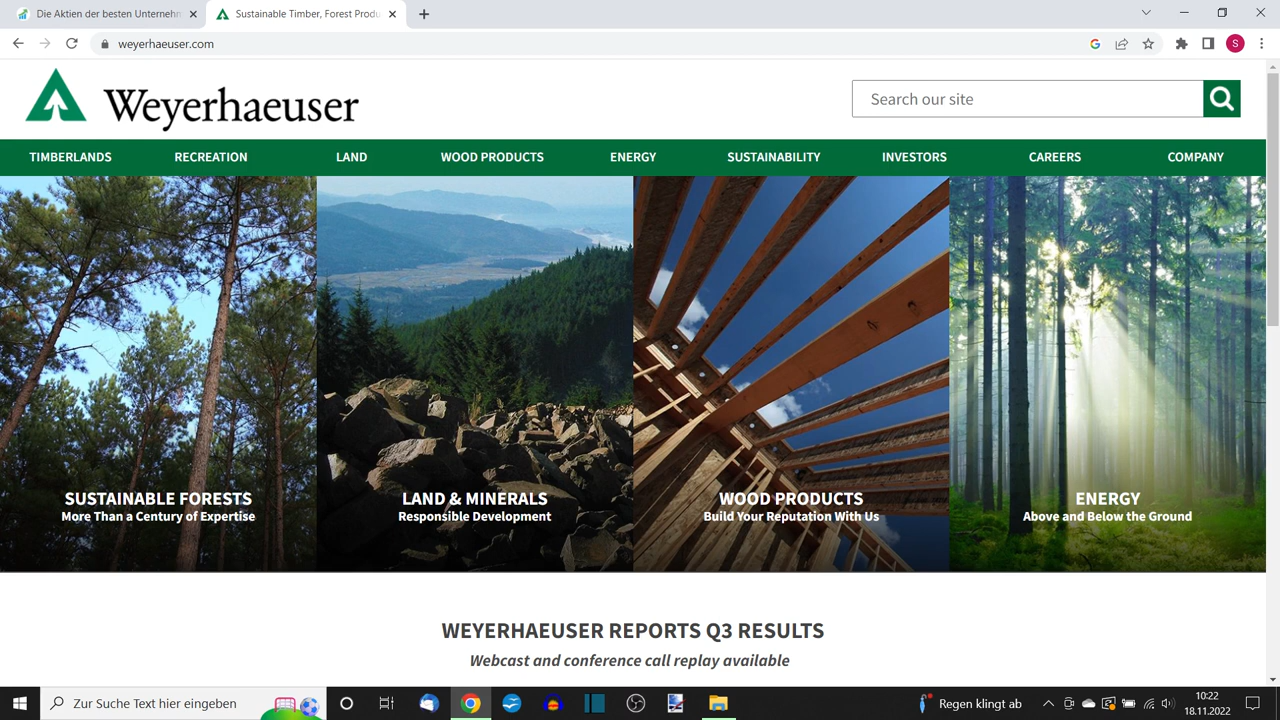 Die Aktien der besten Unternehm
Sustainable Timber, Forest Produ
weyerhaeuser.com
S
Weyerhaeuser
Search our site
TIMBERLANDS RECREATION LAND WOOD PRODUCTS ENERGY SUSTAINABILITY INVESTORS CAREERS COMPANY
SUSTAINABLE FORESTS
More Than a Century of Expertise
LAND & MINERALS
Responsible Development
WOOD PRODUCTS
Build Your Reputation With Us
ENERGY
Above and Below the Ground
WEYERHAEUSER REPORTS Q3 RESULTS
Webcast and conference call replay available
Zur Suche Text hier eingeben
Regen klingt ab
10:22
18.11.2022